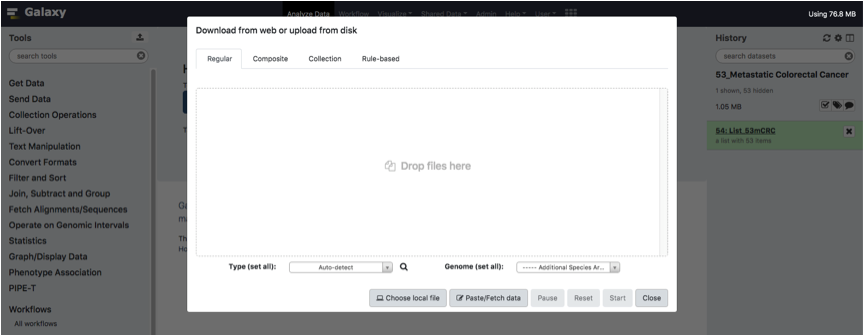 Galaxy
Analyze Data Workflow Visualize Shared Data Admin Help User
Using 76.8 MB
Tools
search tools
Get Data
Send Data
Collection Operations
Lift-Over
Text Manipulation
Convert Formats
Filter and Sort
Join, Subtract and Group
Fetch Alignments/Sequences
Operate on Genomic Intervals
Statistics
Graph/Display Data
Phenotype Association
PIPE-T
Workflows
All workflows
Download from web or upload from disk
Regular Composite Collection Rule-based
Drop files here
Type (set all): Auto-detect Genome (set all): ----- Additional Species Ar...
Choose local file Paste/Fetch data Pause Reset Start Close
History
search datasets
53_Metastatic Colorectal Cancer
1 shown, 53 hidden
1.05 MB
54: List_53mCRC
a list with 53 items